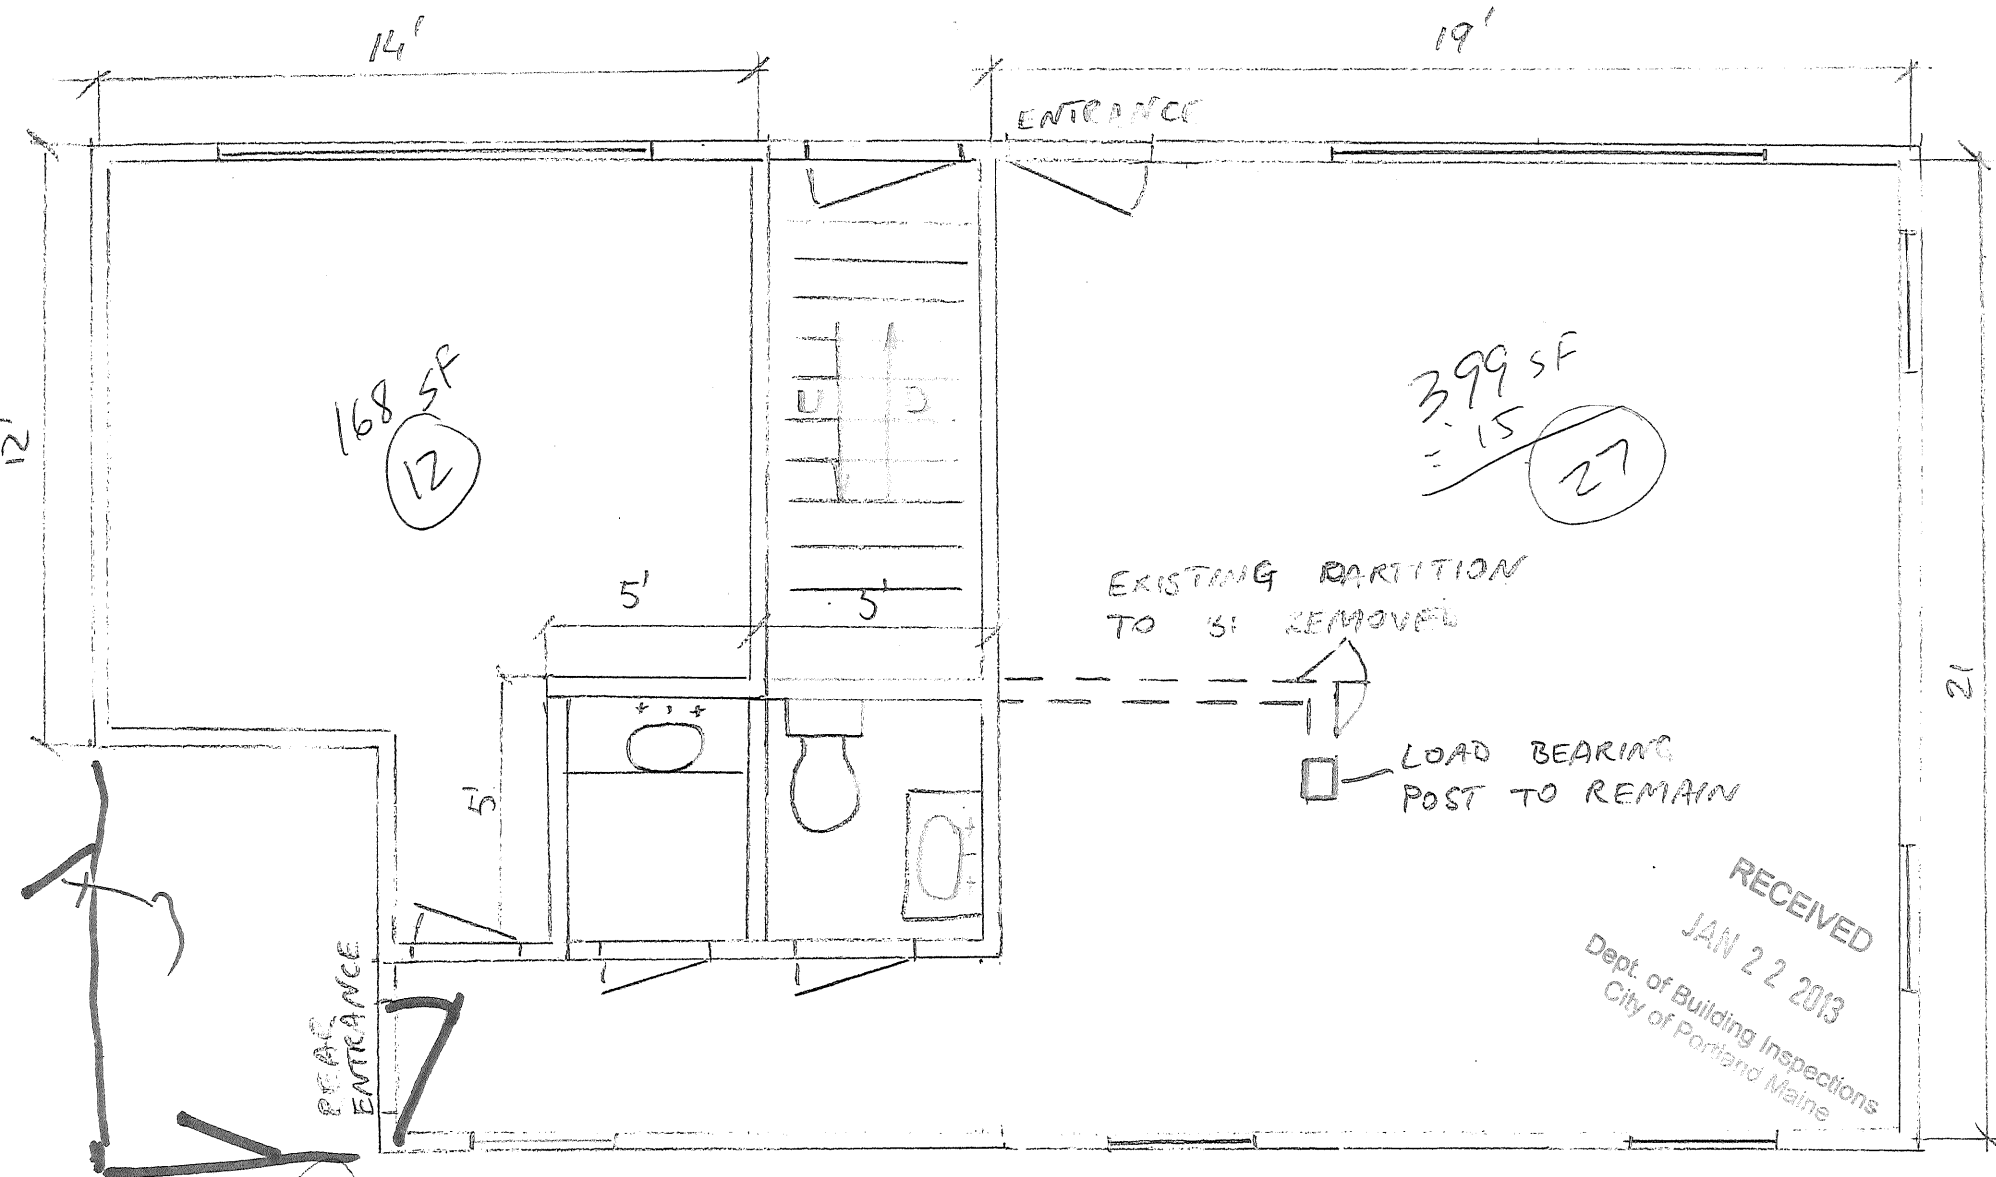 14'
19'
ENTRANCE
12'
168 SF
12
U D
399 SF
= 15
27
5'
5'
EXISTING PARTITION
TO BE REMOVED
21'
5'
LOAD BEARING
POST TO REMAIN
REAR
ENTRANCE
RECEIVED
JAN 22 2013
Dept. of Building Inspections
City of Portland Maine